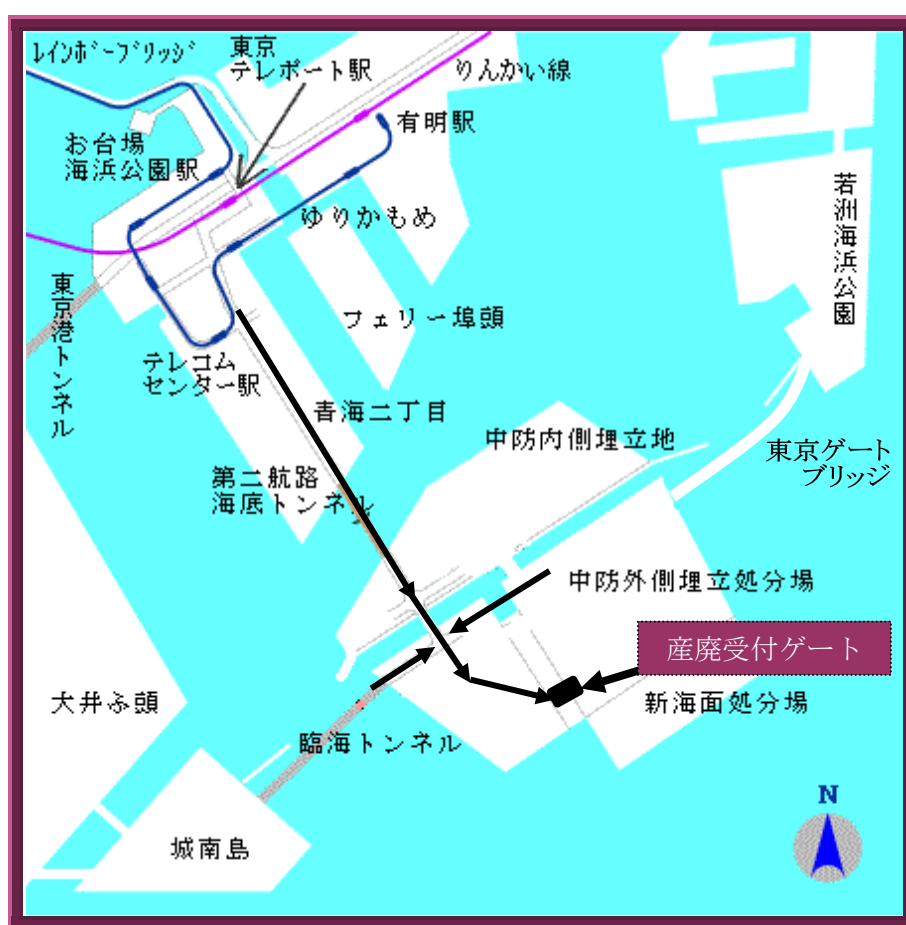 ﾚｲﾝﾎﾞｰﾌﾞﾘｯｼﾞ
東京
テレポート駅
りんかい線
有明駅
お台場
海浜公園駅
若洲海浜公園
ゆりかもめ
東京港トンネル
フェリー埠頭
テレコム
センター駅
青海二丁目
中防内側埋立地
東京ゲート
ブリッジ
第二航路
海底トンネル
中防外側埋立処分場
産廃受付ゲート
新海面処分場
大井ふ頭
臨海トンネル
N
城南島